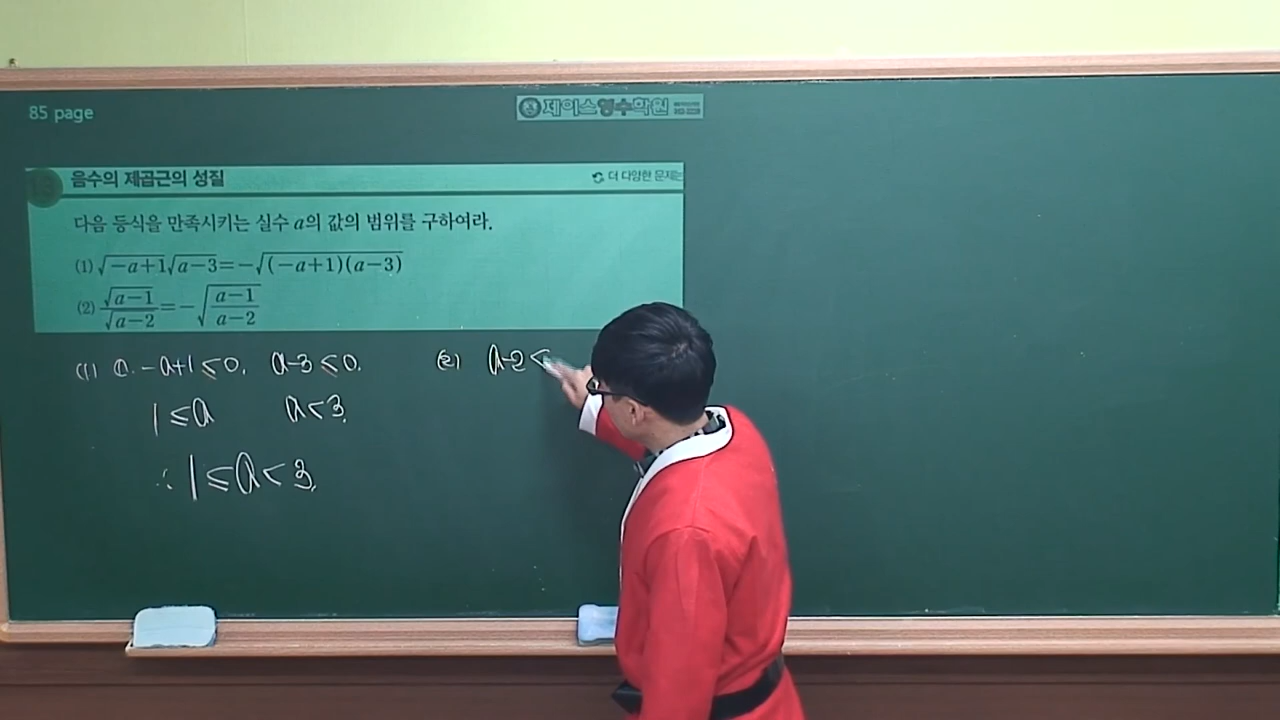 85 page
제이스영수학원
13 음수의 제곱근의 성질
더 다양한 문제는
다음 등식을 만족시키는 실수 a의 값의 범위를 구하여라.
(1) √(-a+1)√(a-3)=-√((-a+1)(a-3))
(2) √(a-1)/√(a-2)=-√((a-1)/(a-2))
(1) -a+1≤0, a-3≤0.
(2) a-2<
1≤a a<3.
∴ 1≤a<3.